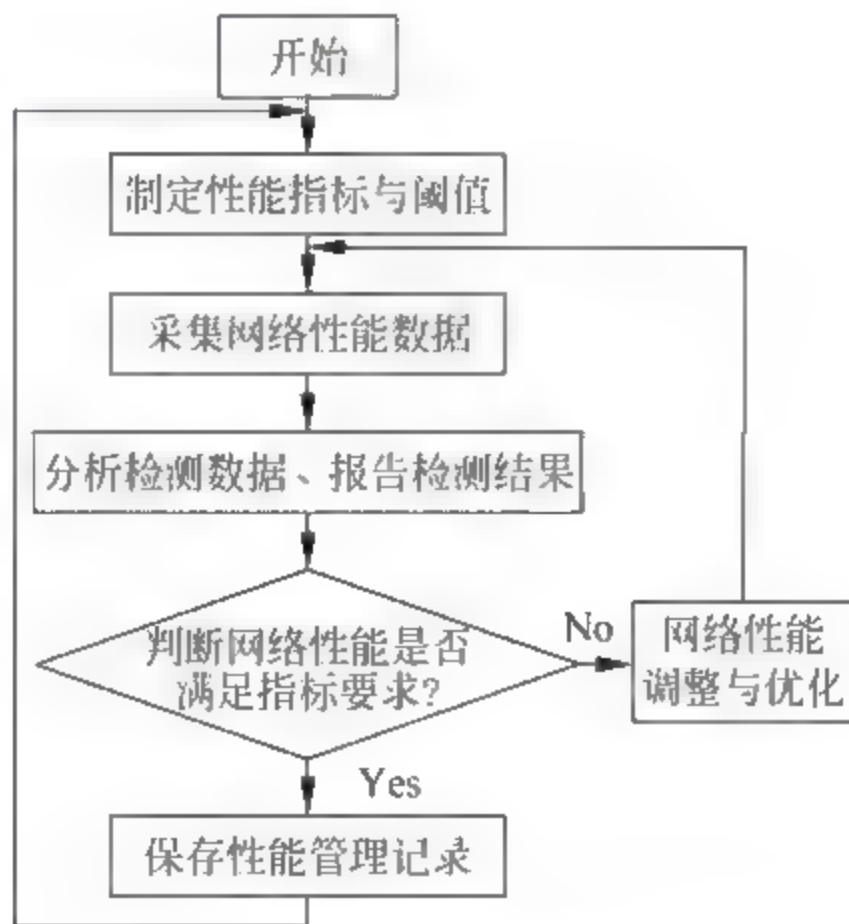 开始
制定性能指标与阈值
采集网络性能数据
分析检测数据、报告检测结果
判断网络性能是否
满足指标要求?
No
网络性能
调整与优化
Yes
保存性能管理记录